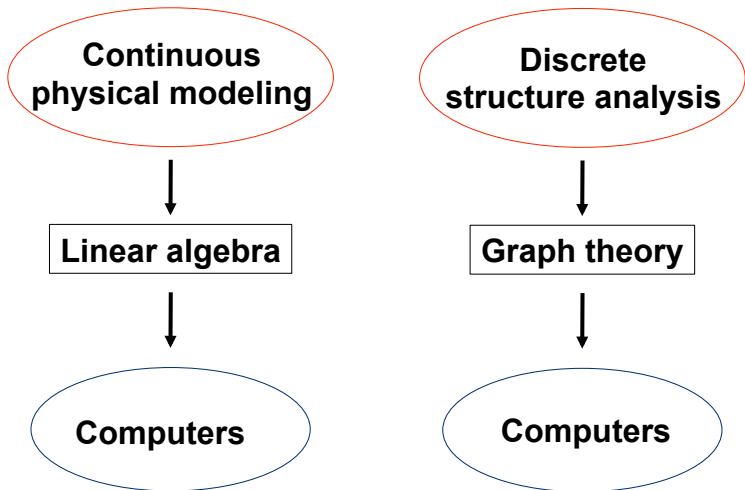 Continuous
physical modeling
Linear algebra
Computers
Discrete
structure analysis
Graph theory
Computers